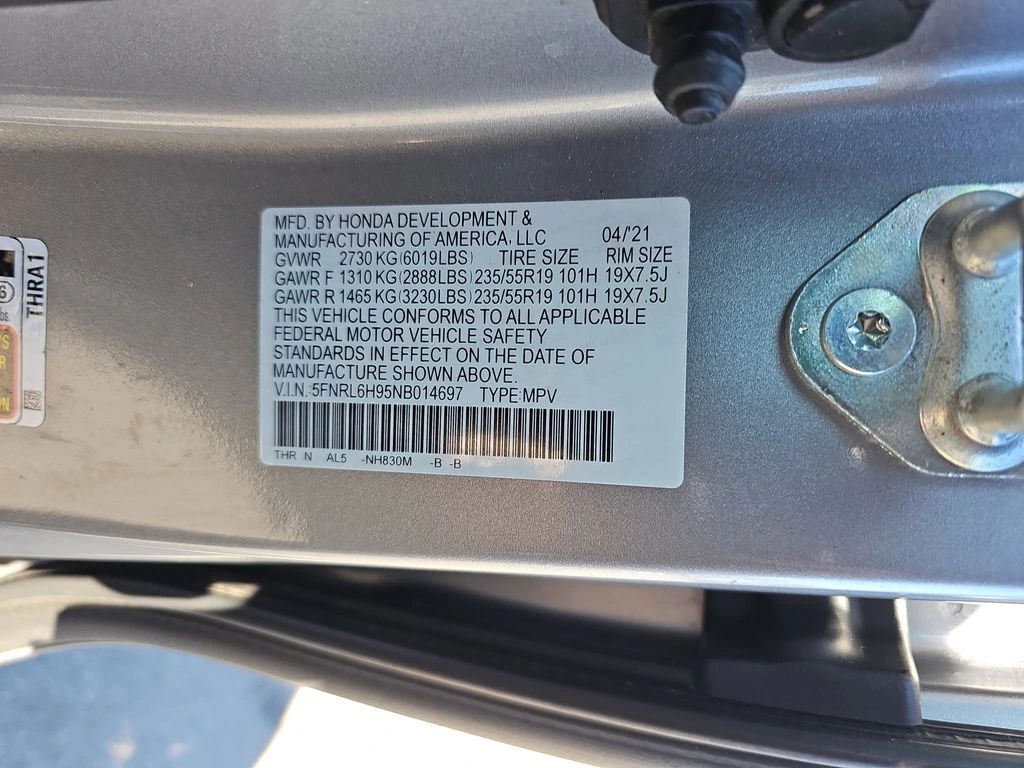 MFD. BY HONDA DEVELOPMENT &
MANUFACTURING OF AMERICA, LLC 04/'21
GVWR 2730 KG (6019LBS) TIRE SIZE RIM SIZE
GAWR F 1310 KG (2888LBS) 235/55R19 101H 19X7.5J
GAWR R 1465 KG (3230LBS) 235/55R19 101H 19X7.5J
THIS VEHICLE CONFORMS TO ALL APPLICABLE
FEDERAL MOTOR VEHICLE SAFETY
STANDARDS IN EFFECT ON THE DATE OF
MANUFACTURE SHOWN ABOVE.
V.I.N.:5FNRL6H95NB014697 TYPE:MPV
THR N AL5 -NH830M -B -B
THRA1